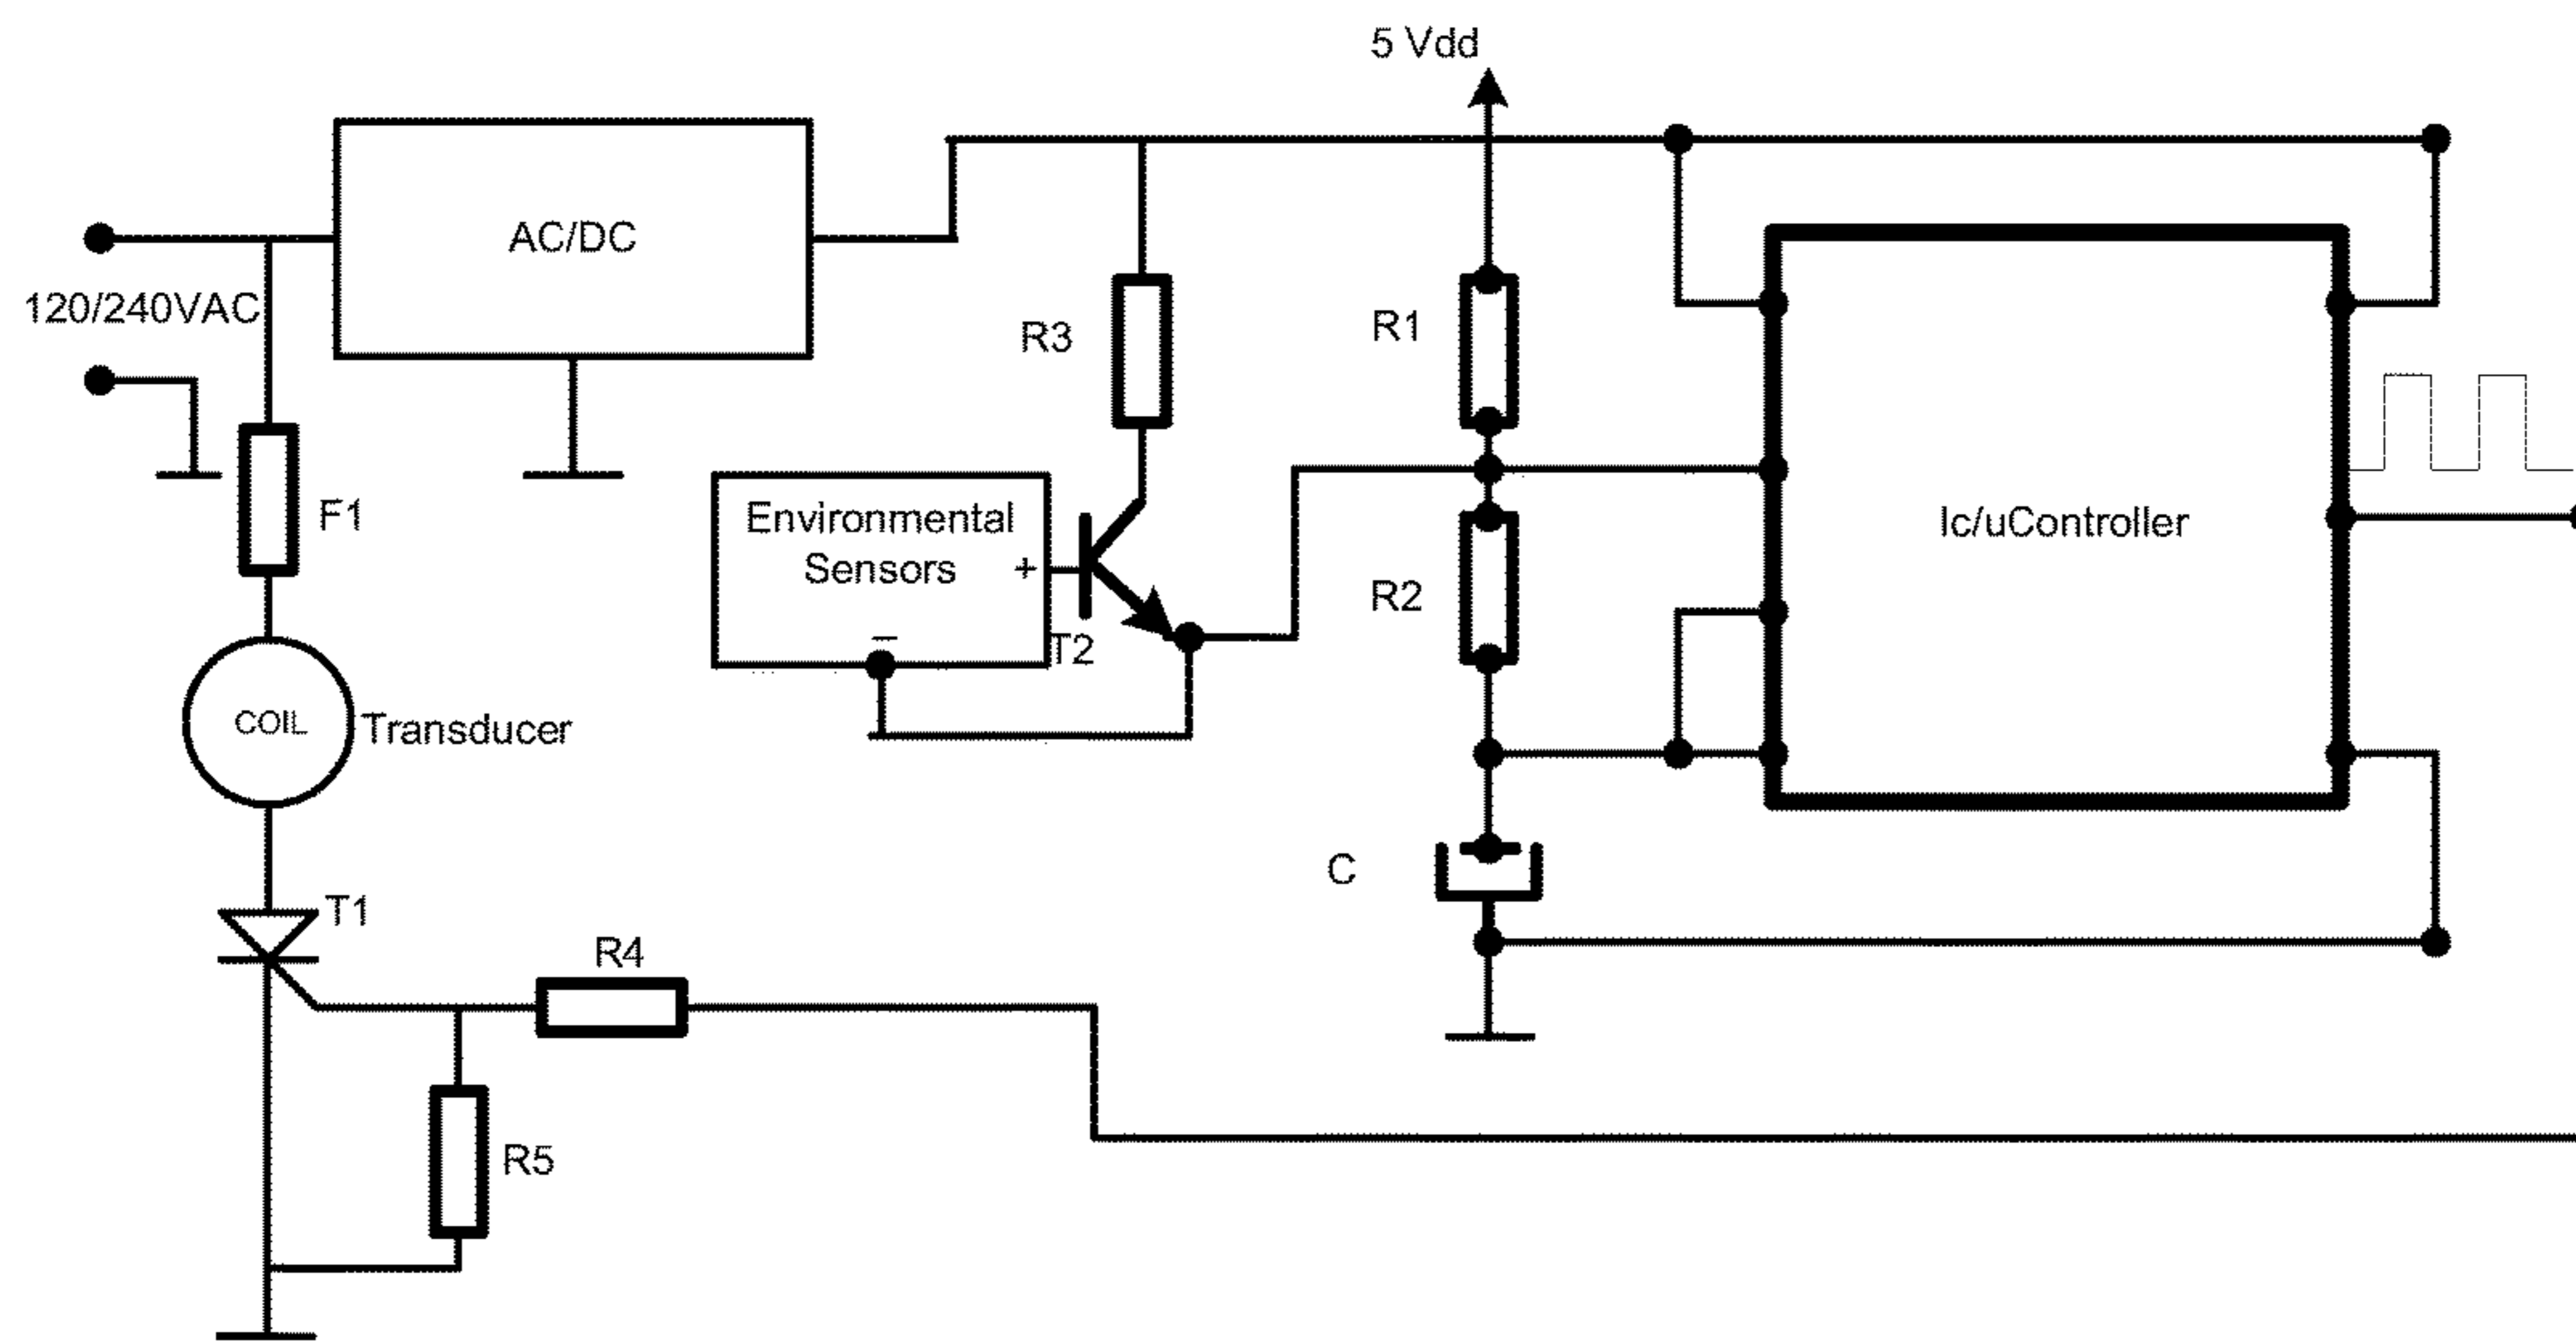 5 Vdd
AC/DC
120/240VAC
R3
R1
F1
Environmental
Sensors
+
–
T2
R2
Ic/uController
COIL
Transducer
C
T1
R4
R5